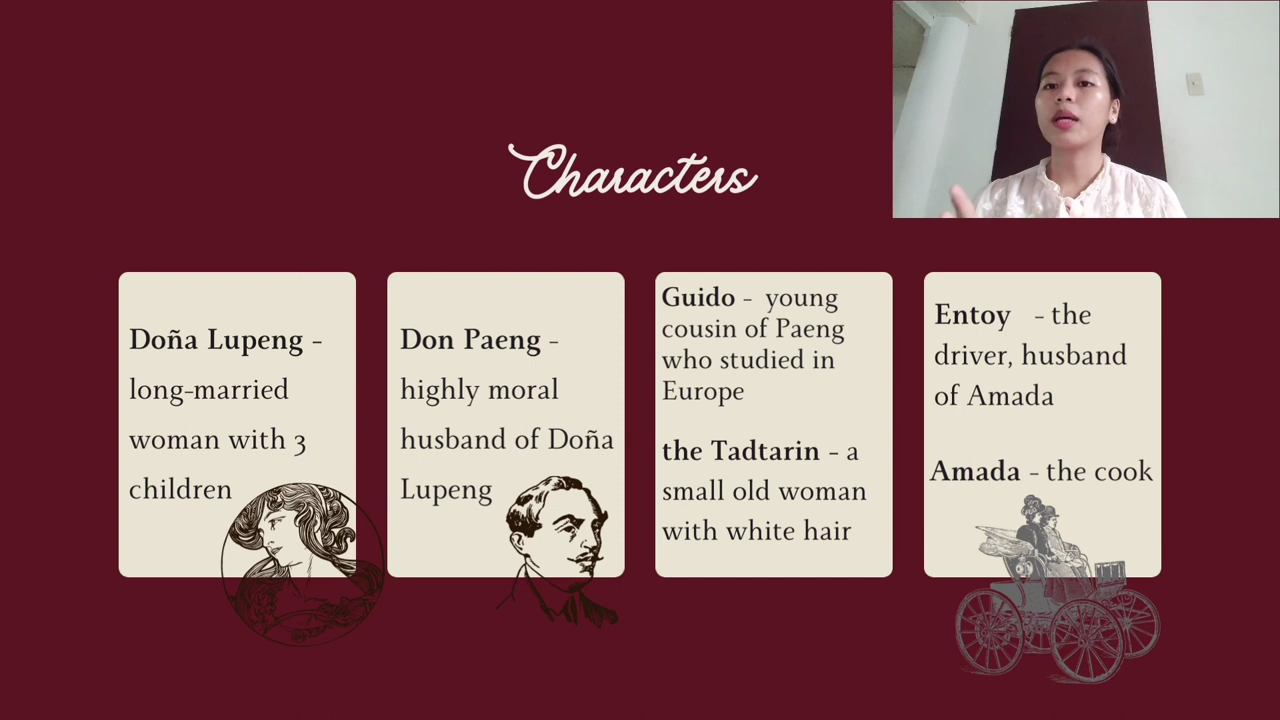 Characters
Doña Lupeng -
long-married
woman with 3
children
Don Paeng -
highly moral
husband of Doña
Lupeng
Guido - young
cousin of Paeng
who studied in
Europe
the Tadtarin - a
small old woman
with white hair
Entoy - the
driver, husband
of Amada
Amada - the cook